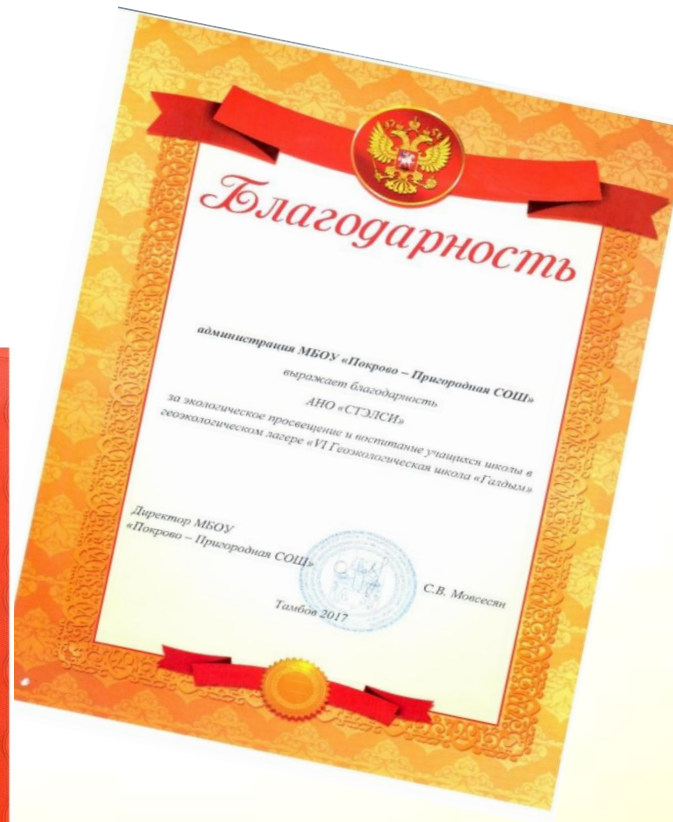 Благодарность
администрация МБОУ «Покрово – Пригородная СОШ»
выражает благодарность
АНО «СТЭЛСИ»
за экологическое просвещение и воспитание учащихся школы в
геоэкологическом лагере «VI Геоэкологическая школа «Галдым»
Директор МБОУ
«Покрово – Пригородная СОШ»
С.В. Мовсесян
Тамбов 2017